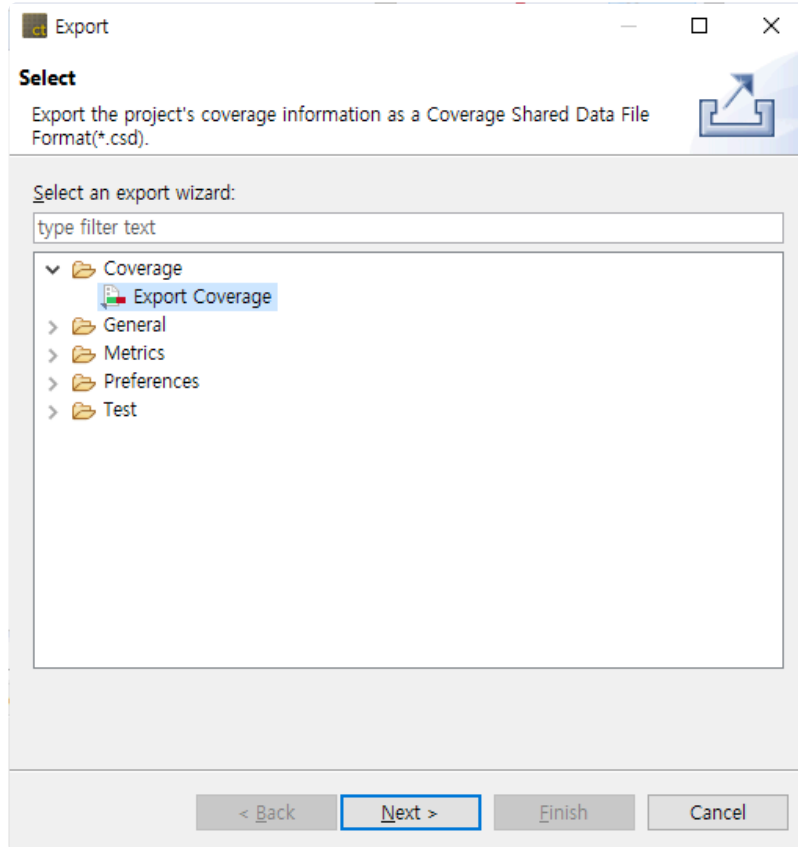 ct Export
Select
Export the project's coverage information as a Coverage Shared Data File
Format(*.csd).
Select an export wizard:
type filter text
Coverage
Export Coverage
General
Metrics
Preferences
Test
< Back Next > Finish Cancel